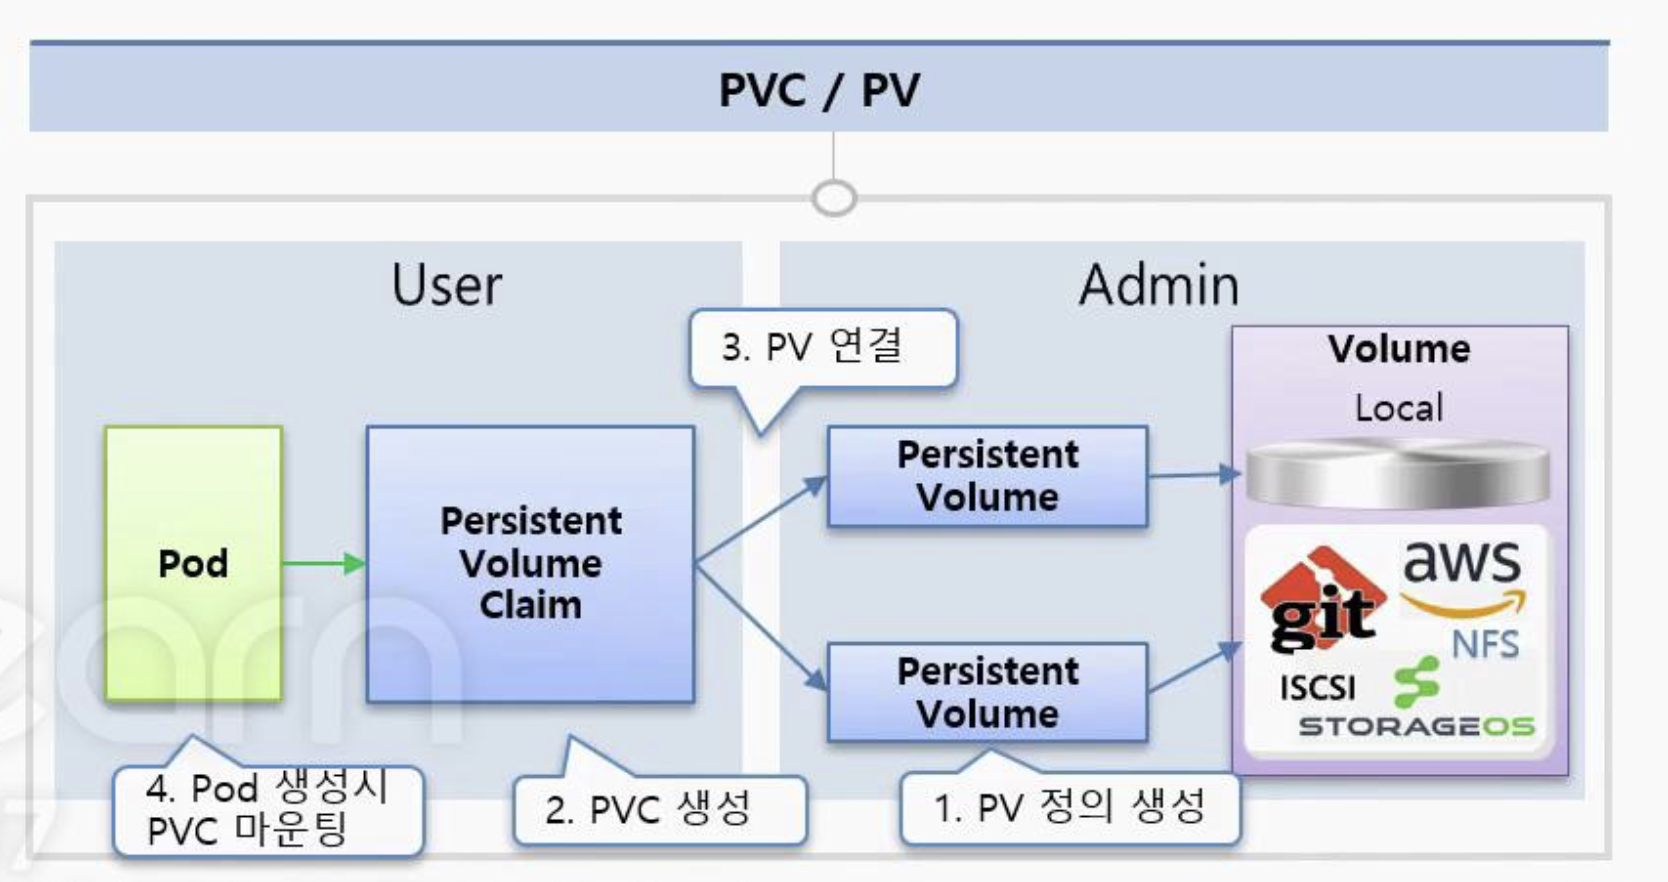 PVC / PV
User
Admin
3. PV 연결
Volume
Local
Pod
Persistent
Volume
Claim
Persistent
Volume
Persistent
Volume
git
aws
NFS
ISCSI
STORAGEOS
4. Pod 생성시
PVC 마운팅
2. PVC 생성
1. PV 정의 생성
earn
7